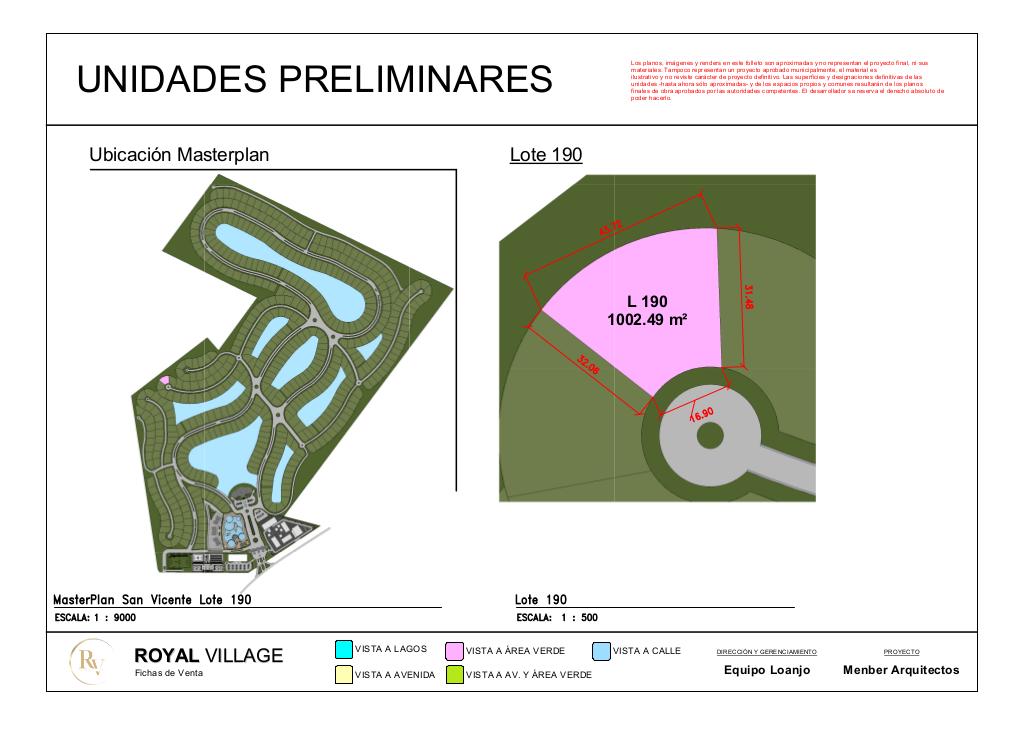 UNIDADES PRELIMINARES
Los planos, imágenes y renders en este folleto son aproximadas y no representan el proyecto final, ni sus
materiales. Tampoco representan un proyecto aprobado municipalmente, el material es
ilustrativo y no reviste carácter de proyecto definitivo. Las superficies y designaciones definitivas de las
unidades -hasta ahora sólo aproximadas- y de los espacios propios y comunes resultarán de los planos
finales de obra aprobados por las autoridades competentes. El desarrollador se reserva el derecho absoluto de
poder hacerlo.
Ubicación Masterplan
Lote 190
31.48
L 190
1002.49 m²
32.06
16.90
MasterPlan San Vicente Lote 190
ESCALA: 1 : 9000
Lote 190
ESCALA: 1 : 500
RV
ROYAL VILLAGE
Fichas de Venta
VISTA A LAGOS
VISTA A ÁREA VERDE
VISTA A CALLE
VISTA A AVENIDA
VISTA A AV. Y ÁREA VERDE
DIRECCIÓN Y GERENCIAMIENTO
Equipo Loanjo
PROYECTO
Menber Arquitectos